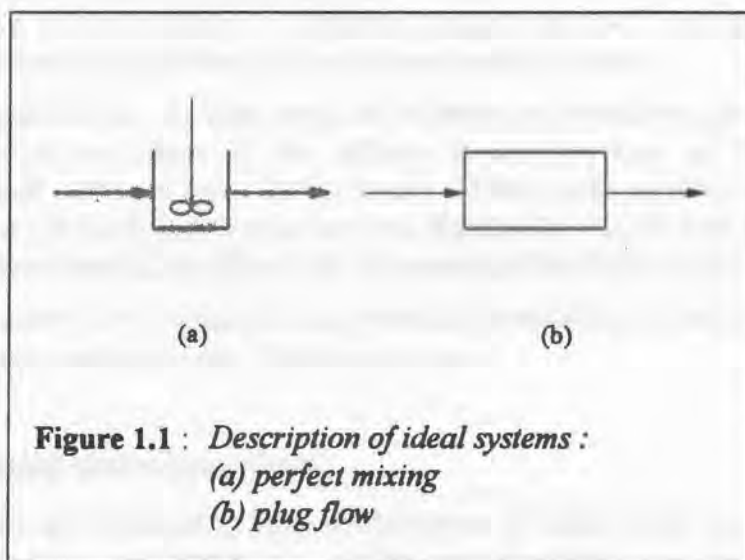 (a) (b)
Figure 1.1 : Description of ideal systems :
(a) perfect mixing
(b) plug flow